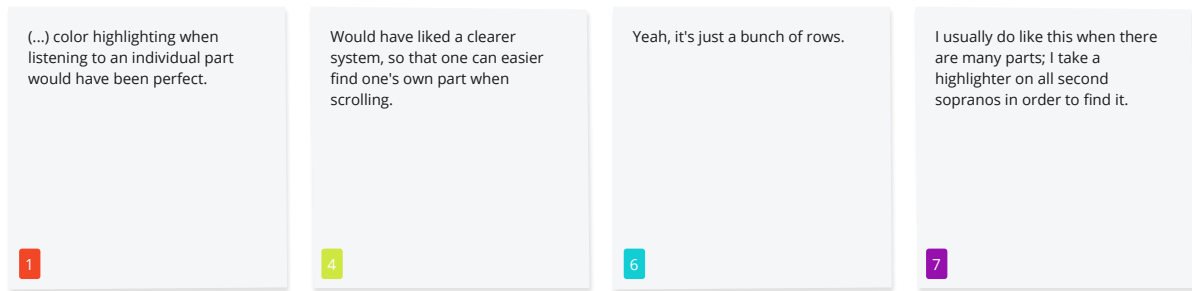 (...) color highlighting when
listening to an individual part
would have been perfect.
1
Would have liked a clearer
system, so that one can easier
find one's own part when
scrolling.
4
Yeah, it's just a bunch of rows.
6
I usually do like this when there
are many parts; I take a
highlighter on all second
sopranos in order to find it.
7